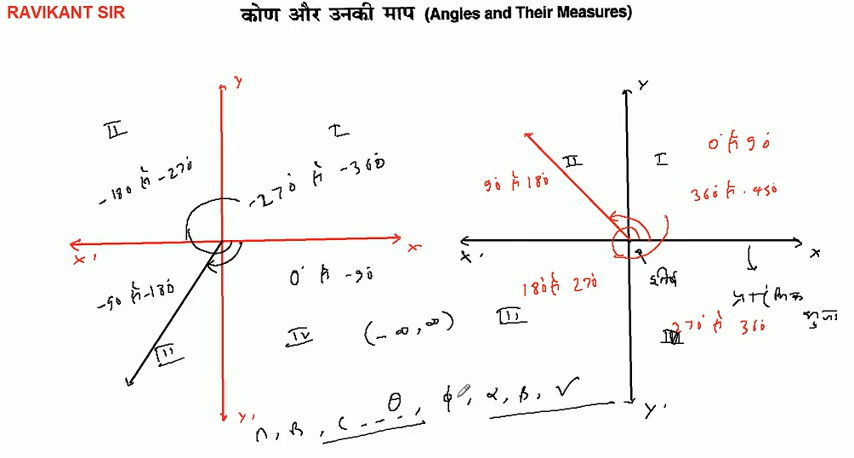 RAVIKANT SIR
कोण और उनकी माप (Angles and Their Measures)
Y
II
I
-180 से -270
-270 से -360
X'
X
-90 से -180
0 से -90
III
IV
(-∞, ∞)
Y'
Y
II
I
0 से 90
90 से 180
360 से 450
X'
X
शीर्ष
180 से 270
प्रारंभिक
भुजा
III
270 से 360
IV
Y'
A, B, C ---- θ, φ, α, β, γ